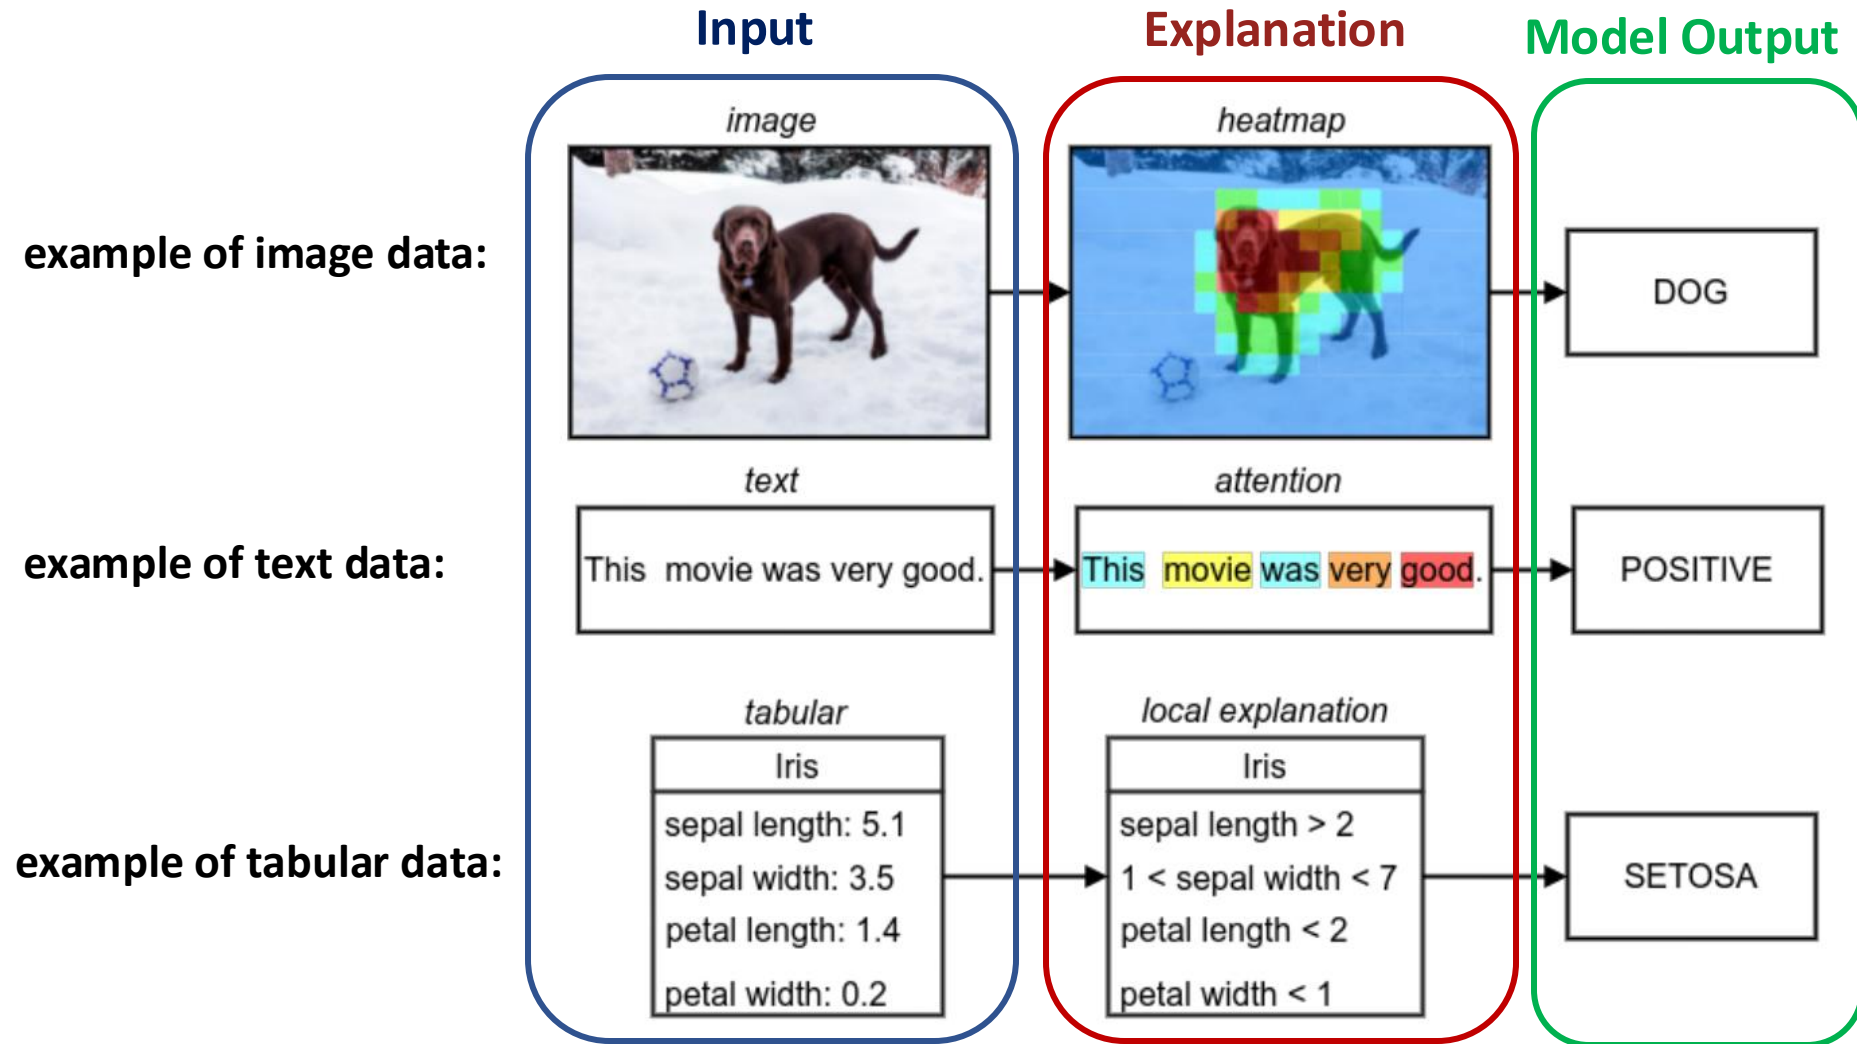 Input
Explanation
Model Output
example of image data:
image
heatmap
DOG
example of text data:
text
attention
This movie was very good.
This movie was very good.
POSITIVE
example of tabular data:
tabular
local explanation
Iris
sepal length: 5.1
sepal width: 3.5
petal length: 1.4
petal width: 0.2
Iris
sepal length > 2
1 < sepal width < 7
petal length < 2
petal width < 1
SETOSA